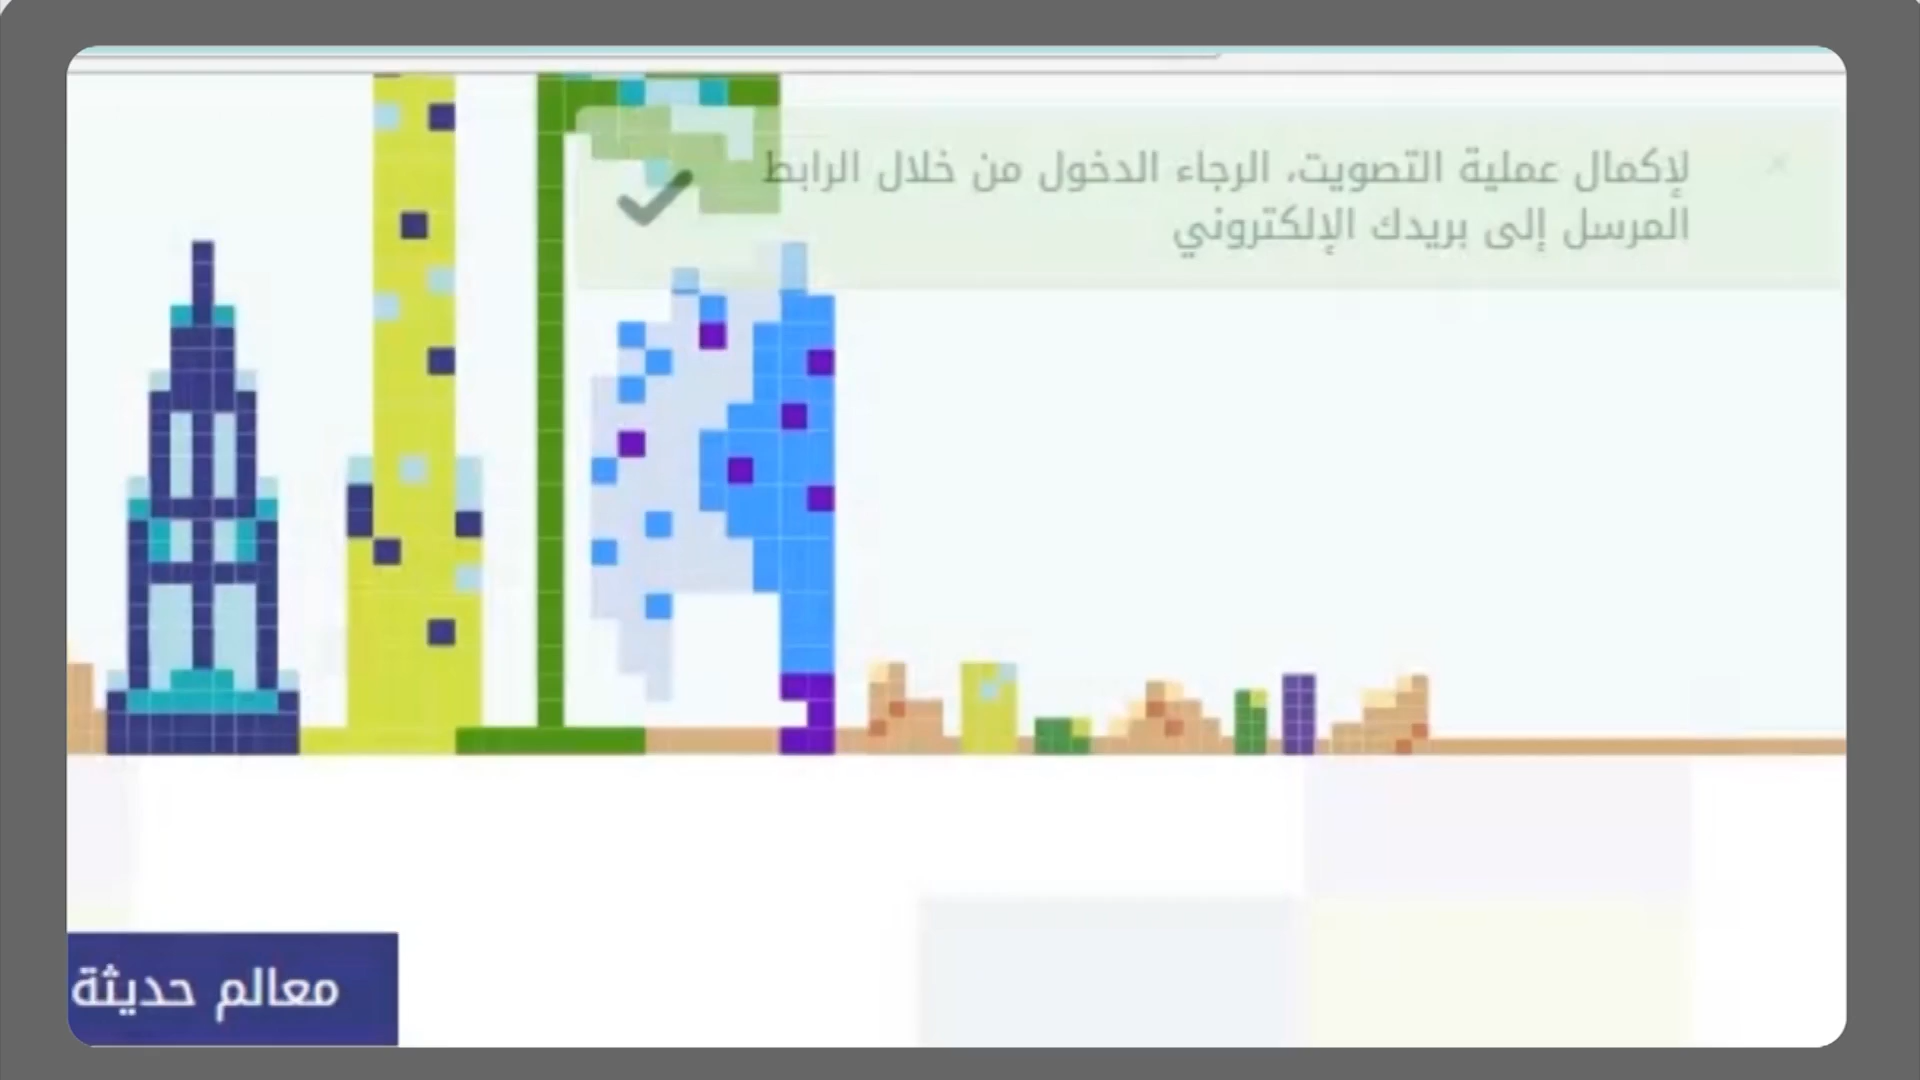 لإكمال عملية التصويت، الرجاء الدخول من خلال الرابط
المرسل إلى بريدك الإلكتروني
معالم حديثة